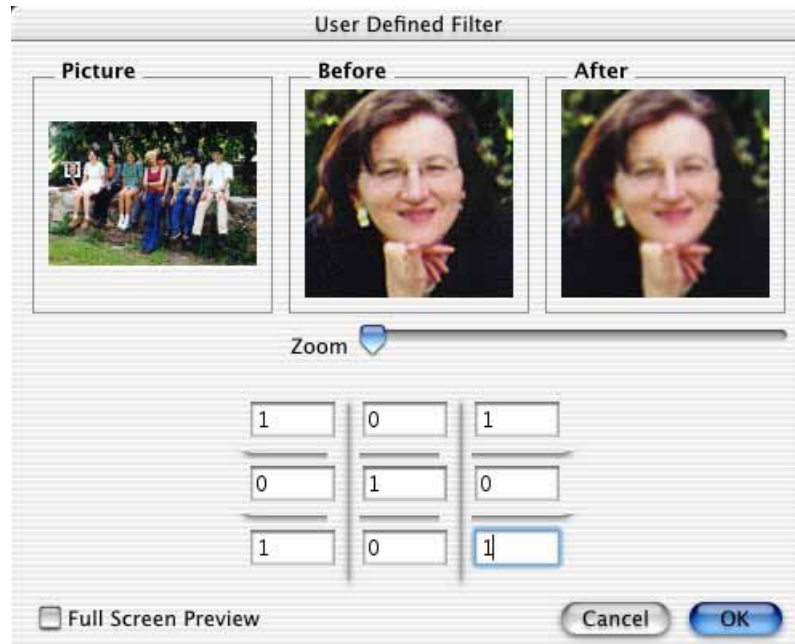 User Defined Filter
Picture Before After
Zoom
1 0 1
0 1 0
1 0 1
Full Screen Preview Cancel OK